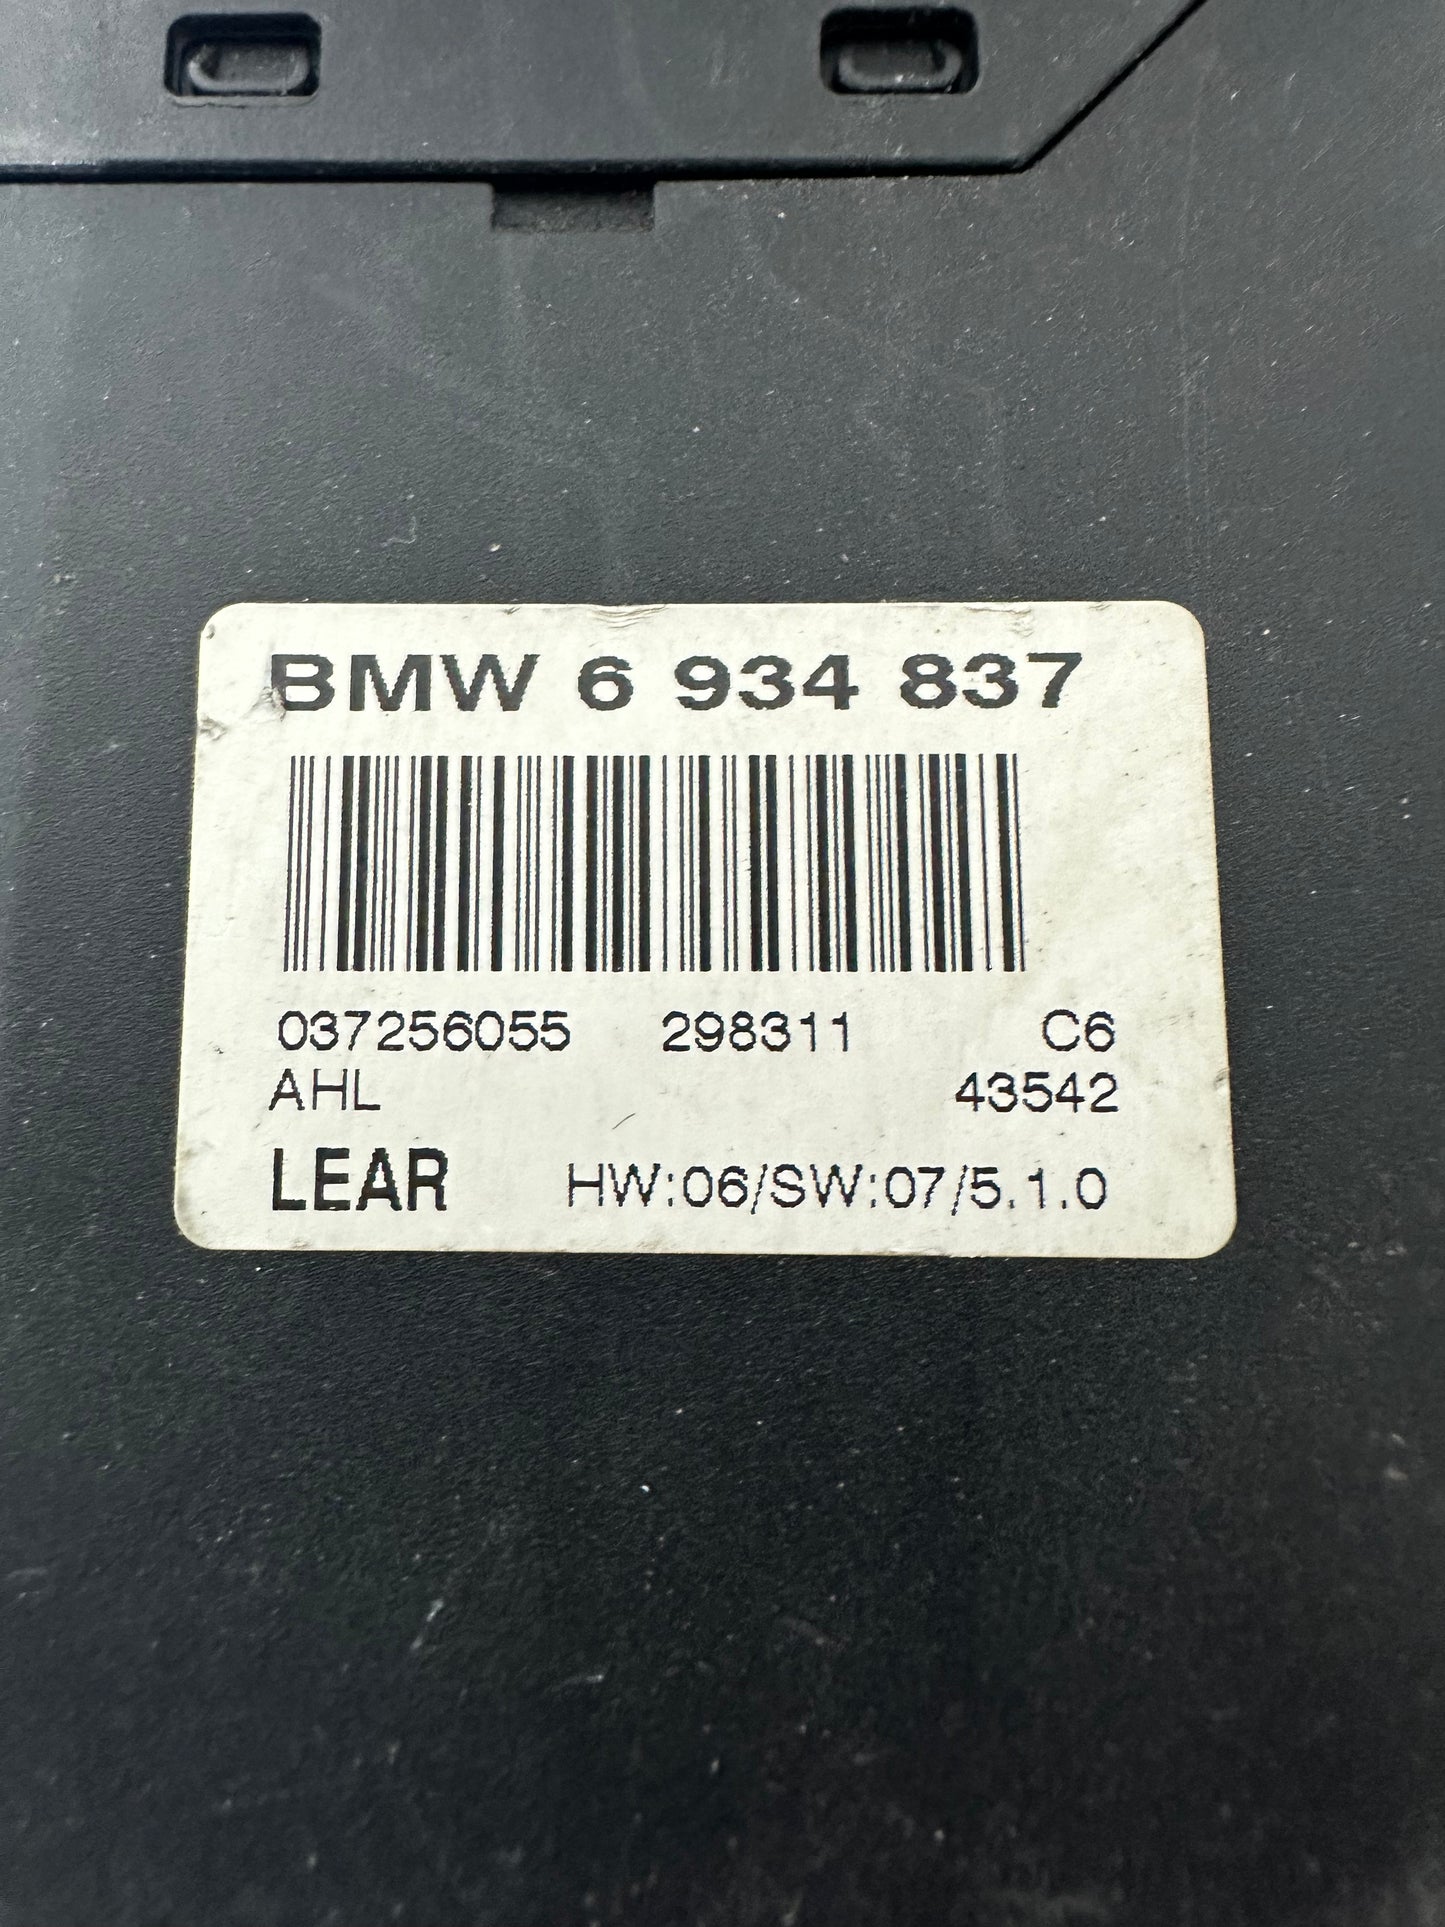 BMW 6 934 837
037256055 298311 C6
AHL 43542
LEAR HW:06/SW:07/5.1.0